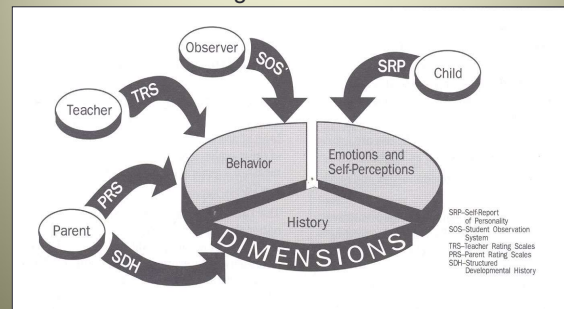 Observer
SOS
SRP
Child
Teacher
TRS
Behavior
Emotions and
Self-Perceptions
PRS
Parent
SDH
History
DIMENSIONS
SRP–Self-Report
of Personality
SOS–Student Observation
System
TRS–Teacher Rating Scales
PRS–Parent Rating Scales
SDH–Structured
Developmental History